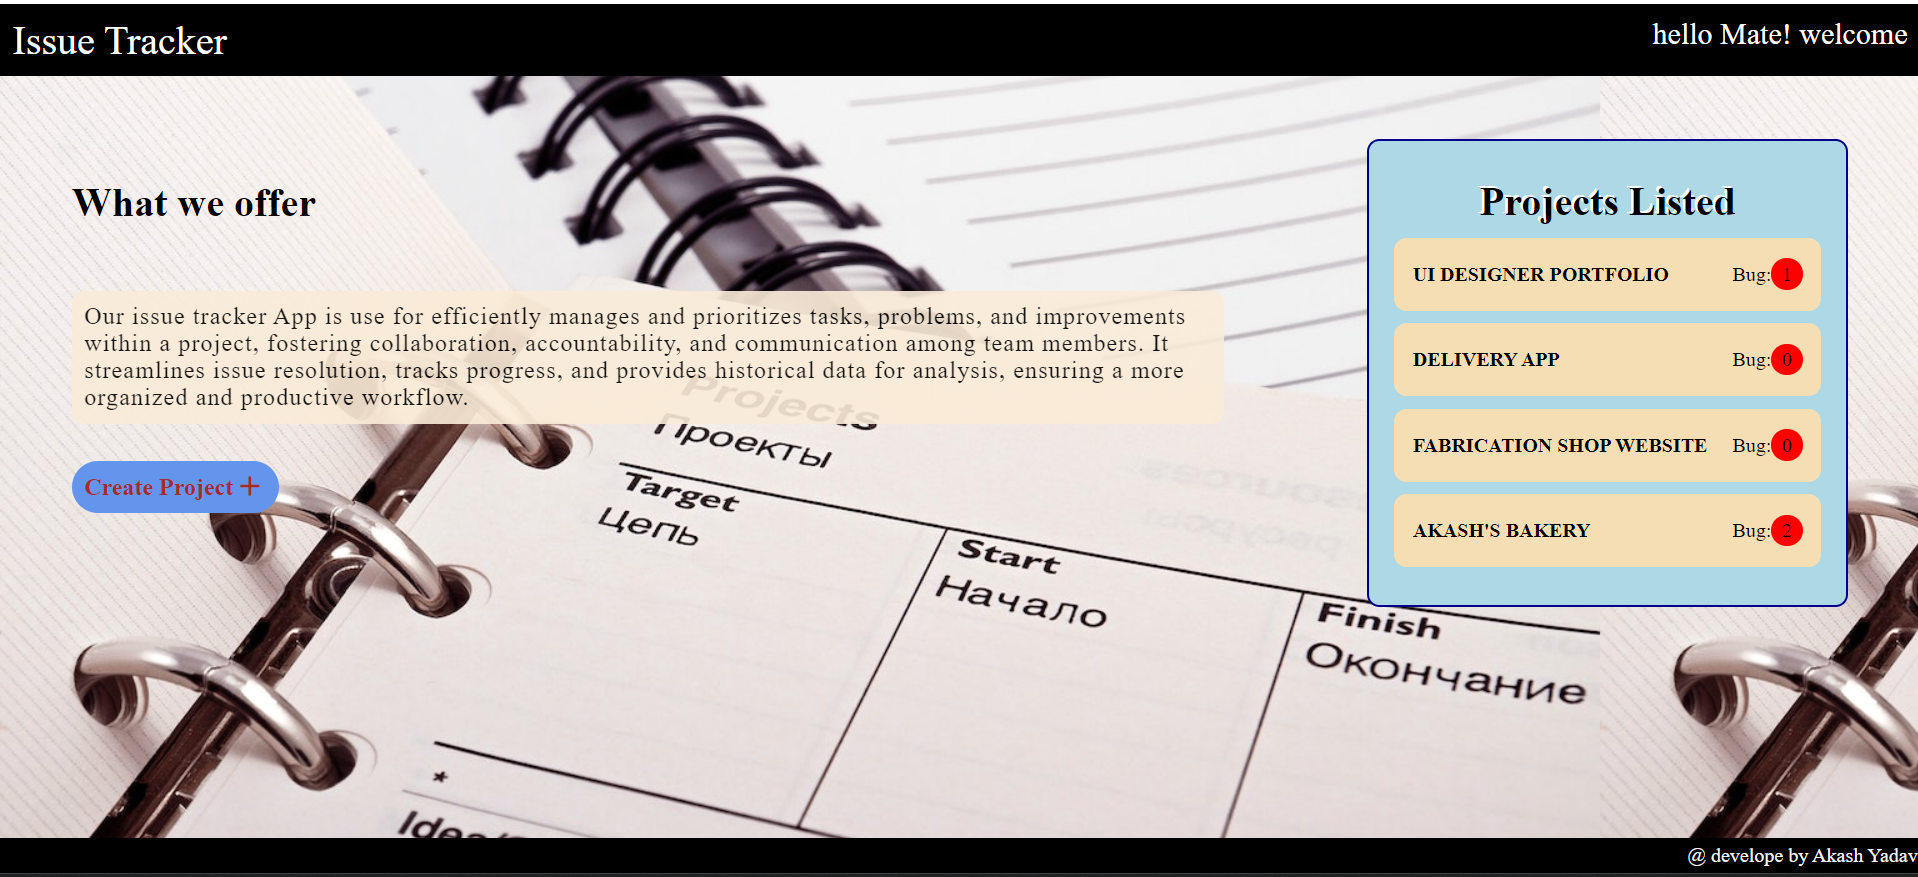 Issue Tracker
hello Mate! welcome
What we offer
Our issue tracker App is use for efficiently manages and prioritizes tasks, problems, and improvements
within a project, fostering collaboration, accountability, and communication among team members. It
streamlines issue resolution, tracks progress, and provides historical data for analysis, ensuring a more
organized and productive workflow.
Create Project +
Projects Listed
UI DESIGNER PORTFOLIO Bug: 1
DELIVERY APP Bug: 0
FABRICATION SHOP WEBSITE Bug: 0
AKASH'S BAKERY Bug: 2
Projects
Проекты
Target
Цепь
Start
Начало
Finish
Окончание
*
@ develope by Akash Yadav